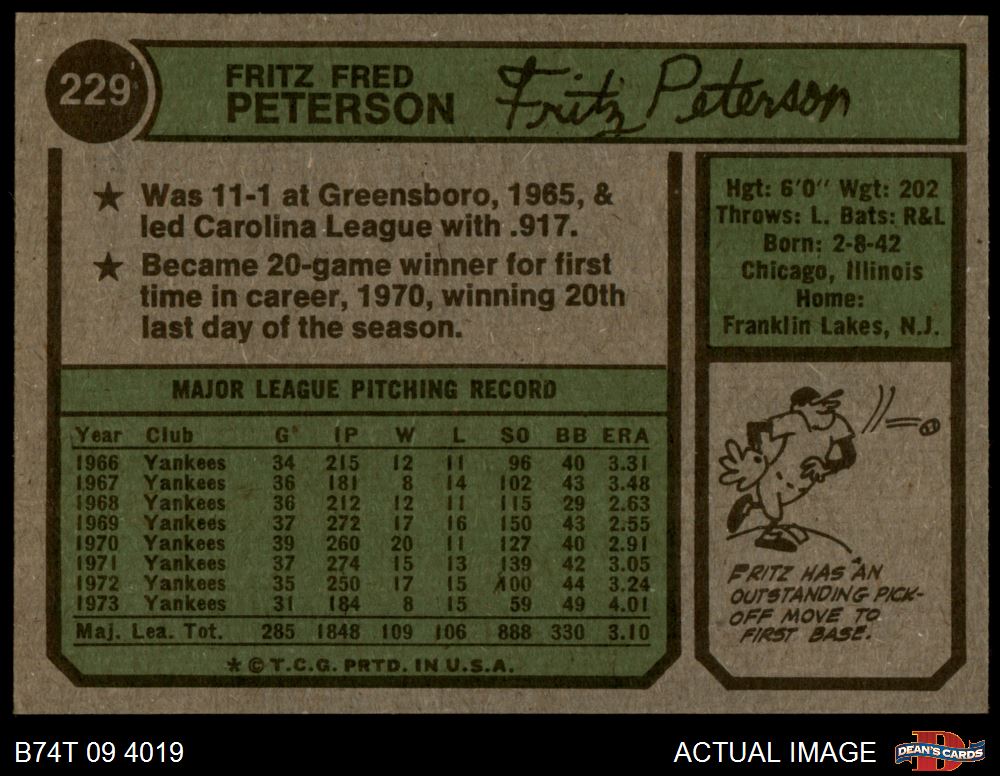 229
FRITZ FRED
PETERSON
Fritz Peterson
★ Was 11-1 at Greensboro, 1965, &
led Carolina League with .917.
★ Became 20-game winner for first
time in career, 1970, winning 20th
last day of the season.
Hgt: 6'0" Wgt: 202
Throws: L. Bats: R&L
Born: 2-8-42
Chicago, Illinois
Home:
Franklin Lakes, N.J.
MAJOR LEAGUE PITCHING RECORD
Year Club G IP W L SO BB ERA
1966 Yankees 34 215 12 11 96 40 3.31
1967 Yankees 36 181 8 14 102 43 3.48
1968 Yankees 36 212 12 11 115 29 2.63
1969 Yankees 37 272 17 16 150 43 2.55
1970 Yankees 39 260 20 11 127 40 2.91
1971 Yankees 37 274 15 13 139 42 3.05
1972 Yankees 35 250 17 15 100 44 3.24
1973 Yankees 31 184 8 15 59 49 4.01
Maj. Lea. Tot. 285 1848 109 106 888 330 3.10
★ © T.C.G. PRTD. IN U.S.A.
FRITZ HAS AN
OUTSTANDING PICK-
OFF MOVE TO
FIRST BASE.
B74T 09 4019
ACTUAL IMAGE
DEAN'S CARDS